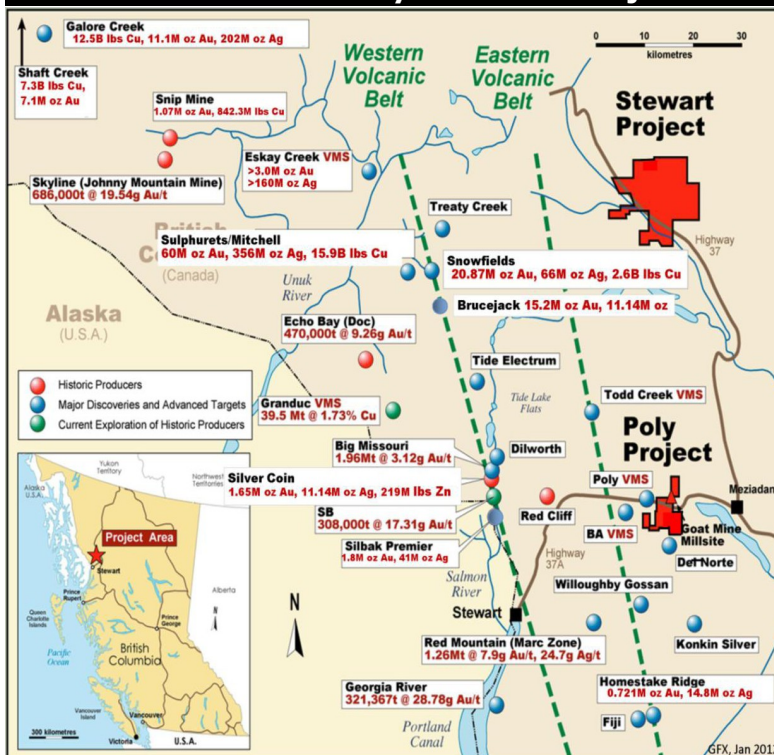 Galore Creek
12.5B lbs Cu, 11.1M oz Au, 202M oz Ag
Shaft Creek
7.3B lbs Cu,
7.1M oz Au
Western
Volcanic
Belt
Eastern
Volcanic
Belt
0 10 20 30
kilometres
Stewart
Project
Snip Mine
1.07M oz Au, 842.3M lbs Cu
Eskay Creek VMS
>3.0M oz Au
>160M oz Ag
Skyline (Johnny Mountain Mine)
686,000t @ 19.54g Au/t
Treaty Creek
Highway
37
British
(Canada)
Sulphurets/Mitchell
60M oz Au, 356M oz Ag, 15.9B lbs Cu
Snowfields
20.87M oz Au, 66M oz Ag, 2.6B lbs Cu
Unuk
River
Brucejack 15.2M oz Au, 11.14M oz
Alaska
(U.S.A.)
Echo Bay (Doc)
470,000t @ 9.26g Au/t
Tide Electrum
Historic Producers
Major Discoveries and Advanced Targets
Current Exploration of Historic Producers
Granduc VMS
39.5 Mt @ 1.73% Cu
Tide Lake
Flats
Todd Creek VMS
Poly
Project
Big Missouri
1.96Mt @ 3.12g Au/t
Dilworth
Silver Coin
1.65M oz Au, 11.14M oz Ag, 219M lbs Zn
Poly VMS
Meziadan
Red Cliff
SB
308,000t @ 17.31g Au/t
BA VMS
Goat Mine
Millsite
Silbak Premier
1.8M oz Au, 41M oz Ag
Highway
37A
Del Norte
Salmon
River
Willoughby Gossan
Stewart
Konkin Silver
Red Mountain (Marc Zone)
1.26Mt @ 7.9g Au/t, 24.7g Ag/t
Georgia River
321,367t @ 28.78g Au/t
Homestake Ridge
0.721M oz Au, 14.8M oz Ag
Portland
Canal
Fiji
N
GFX, Jan 201
Yukon
Territory
Northwest
Territories
Alaska
U.S.A.
Project Area
Stewart
Prince
Rupert
Alberta
Queen
Charlotte
Islands
Prince
George
N
Pacific
Ocean
British
Columbia
Vancouver
Island
Vancouver
300 kilometres
Victoria
U.S.A.